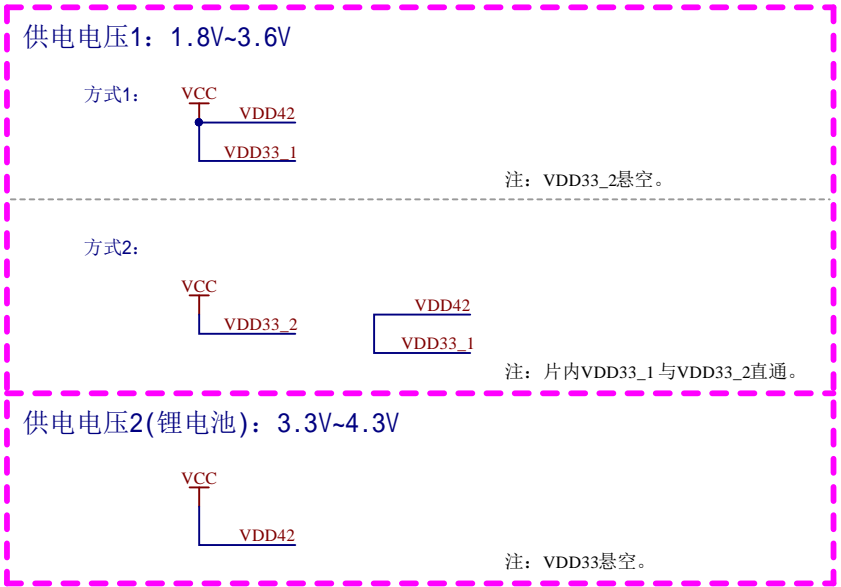 供电电压1：1.8V~3.6V
方式1：
VCC
VDD42
VDD33_1
注：VDD33_2悬空。
方式2：
VCC
VDD33_2
VDD42
VDD33_1
注：片内VDD33_1与VDD33_2直通。
供电电压2(锂电池)：3.3V~4.3V
VCC
VDD42
注：VDD33悬空。